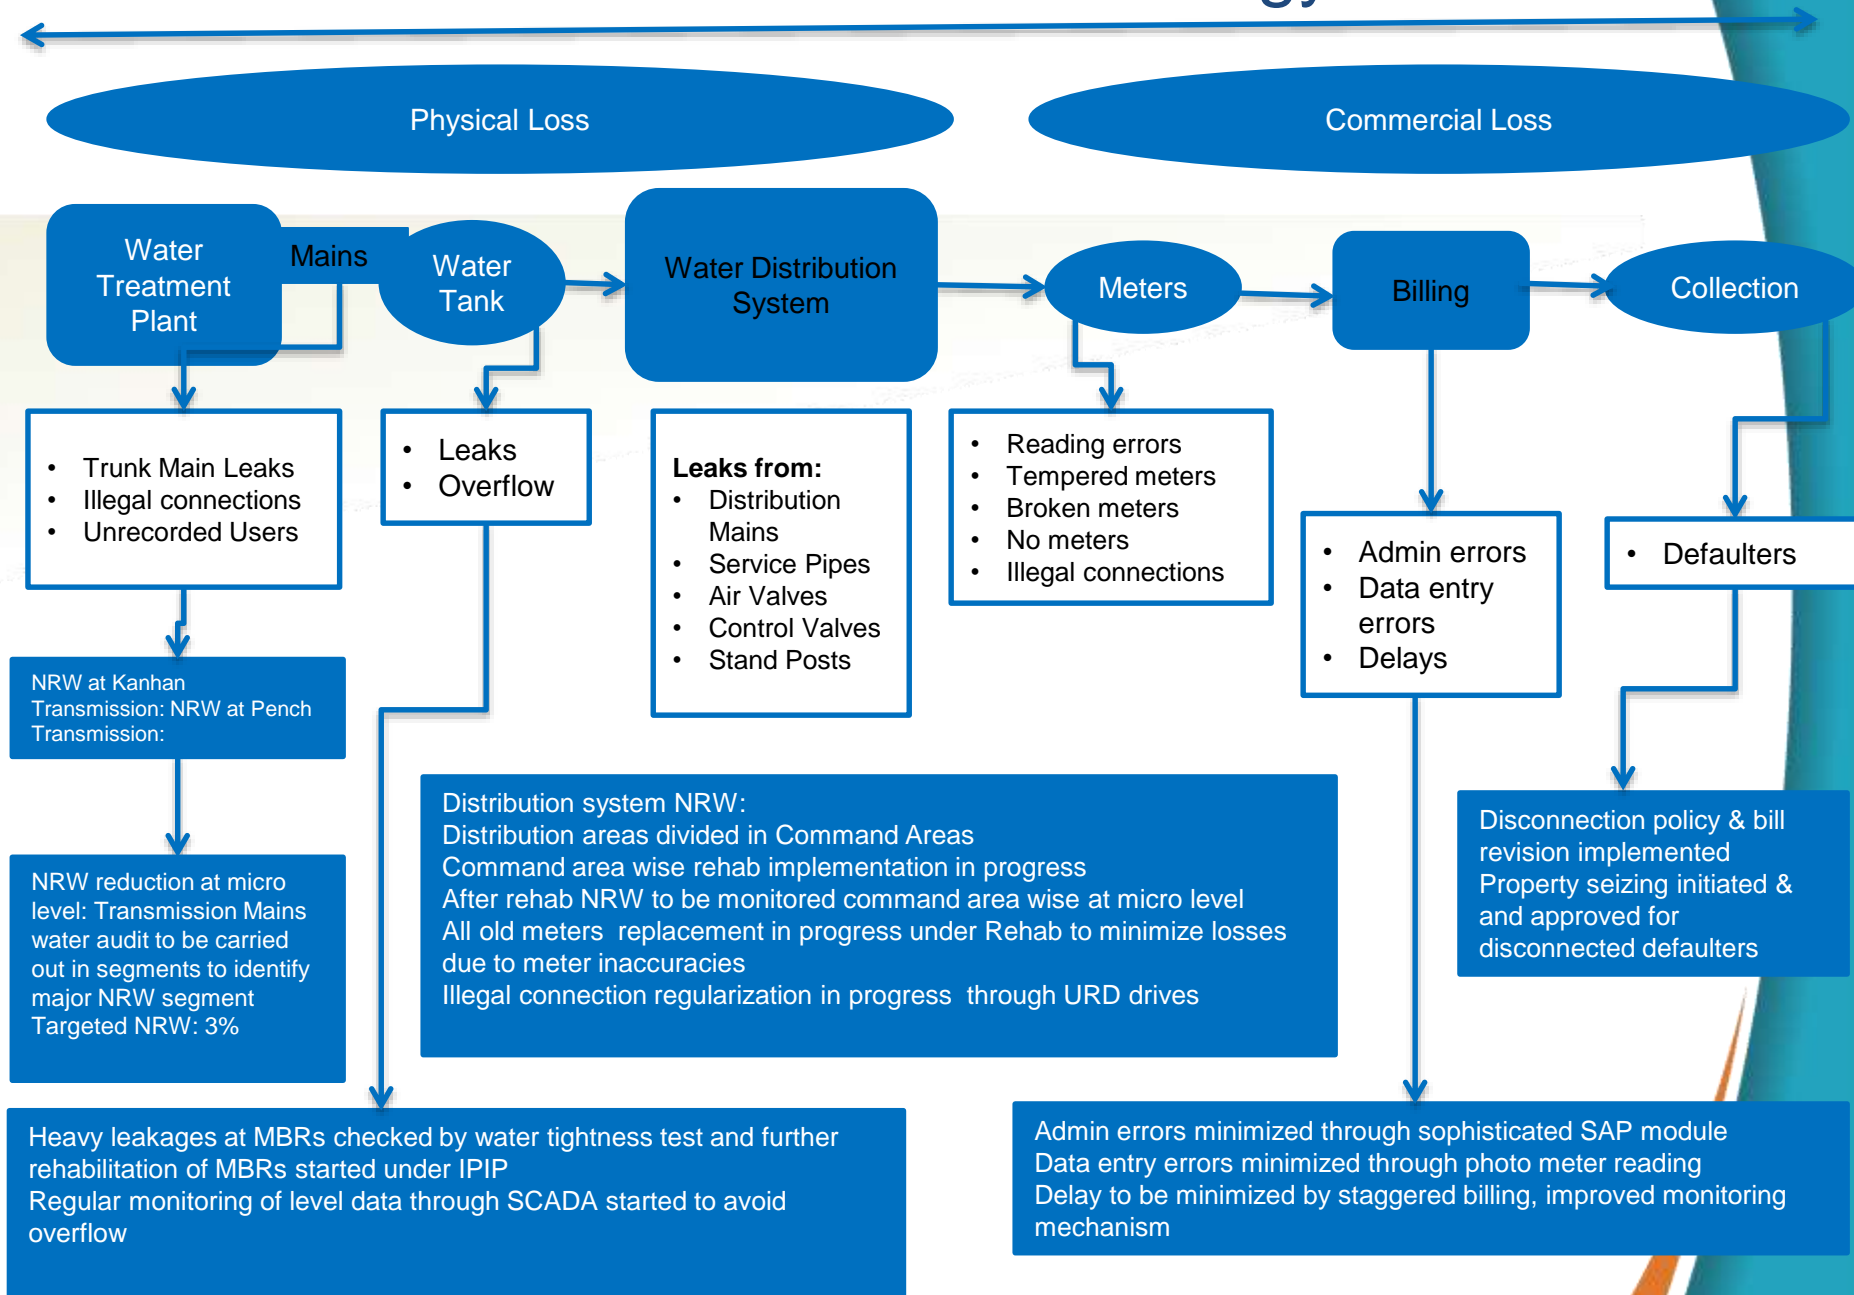 Physical Loss
Commercial Loss
Water
Treatment
Plant
Mains
Water
Tank
Water Distribution
System
Meters
Billing
Collection
• Trunk Main Leaks
• Illegal connections
• Unrecorded Users
• Leaks
• Overflow
Leaks from:
• Distribution
Mains
• Service Pipes
• Air Valves
• Control Valves
• Stand Posts
• Reading errors
• Tempered meters
• Broken meters
• No meters
• Illegal connections
• Admin errors
• Data entry
errors
• Delays
• Defaulters
NRW at Kanhan
Transmission: NRW at Pench
Transmission:
NRW reduction at micro
level: Transmission Mains
water audit to be carried
out in segments to identify
major NRW segment
Targeted NRW: 3%
Distribution system NRW:
Distribution areas divided in Command Areas
Command area wise rehab implementation in progress
After rehab NRW to be monitored command area wise at micro level
All old meters replacement in progress under Rehab to minimize losses
due to meter inaccuracies
Illegal connection regularization in progress through URD drives
Disconnection policy & bill
revision implemented
Property seizing initiated &
and approved for
disconnected defaulters
Heavy leakages at MBRs checked by water tightness test and further
rehabilitation of MBRs started under IPIP
Regular monitoring of level data through SCADA started to avoid
overflow
Admin errors minimized through sophisticated SAP module
Data entry errors minimized through photo meter reading
Delay to be minimized by staggered billing, improved monitoring
mechanism